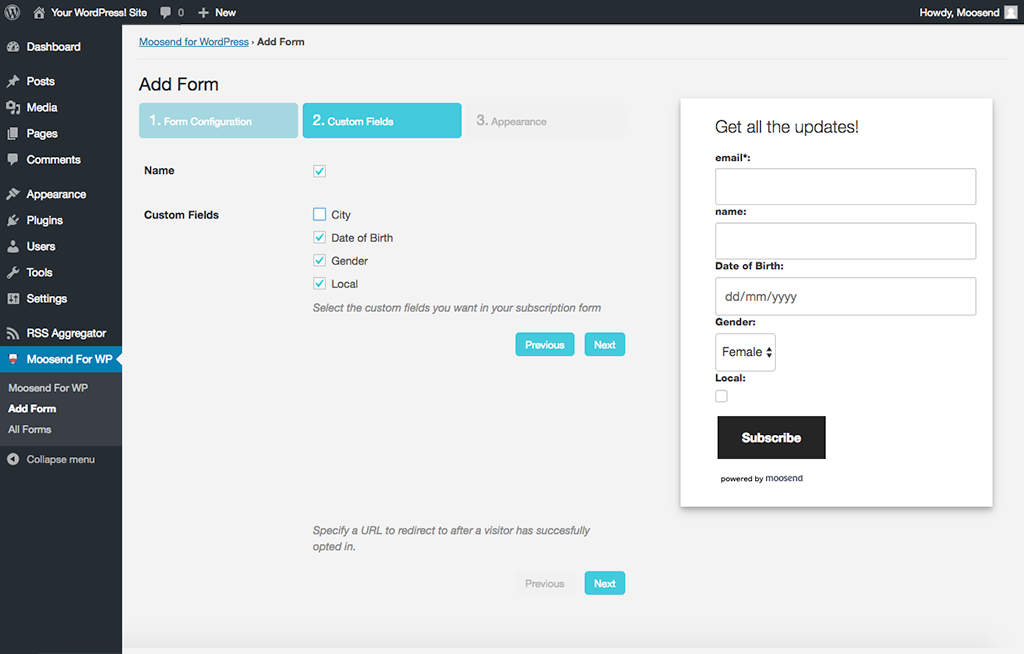 Your WordPress! Site 0 New Howdy, Moosend
Dashboard
Posts
Media
Pages
Comments
Appearance
Plugins
Users
Tools
Settings
RSS Aggregator
Moosend For WP
Moosend For WP
Add Form
All Forms
Collapse menu
Moosend for WordPress › Add Form
Add Form
1. Form Configuration
2. Custom Fields
3. Appearance
Name
Custom Fields
City
Date of Birth
Gender
Local
Select the custom fields you want in your subscription form
Previous Next
Specify a URL to redirect to after a visitor has succesfully
opted in.
Previous Next
Get all the updates!
email*:
name:
Date of Birth:
dd/mm/yyyy
Gender:
Female
Local:
Subscribe
powered by moosend